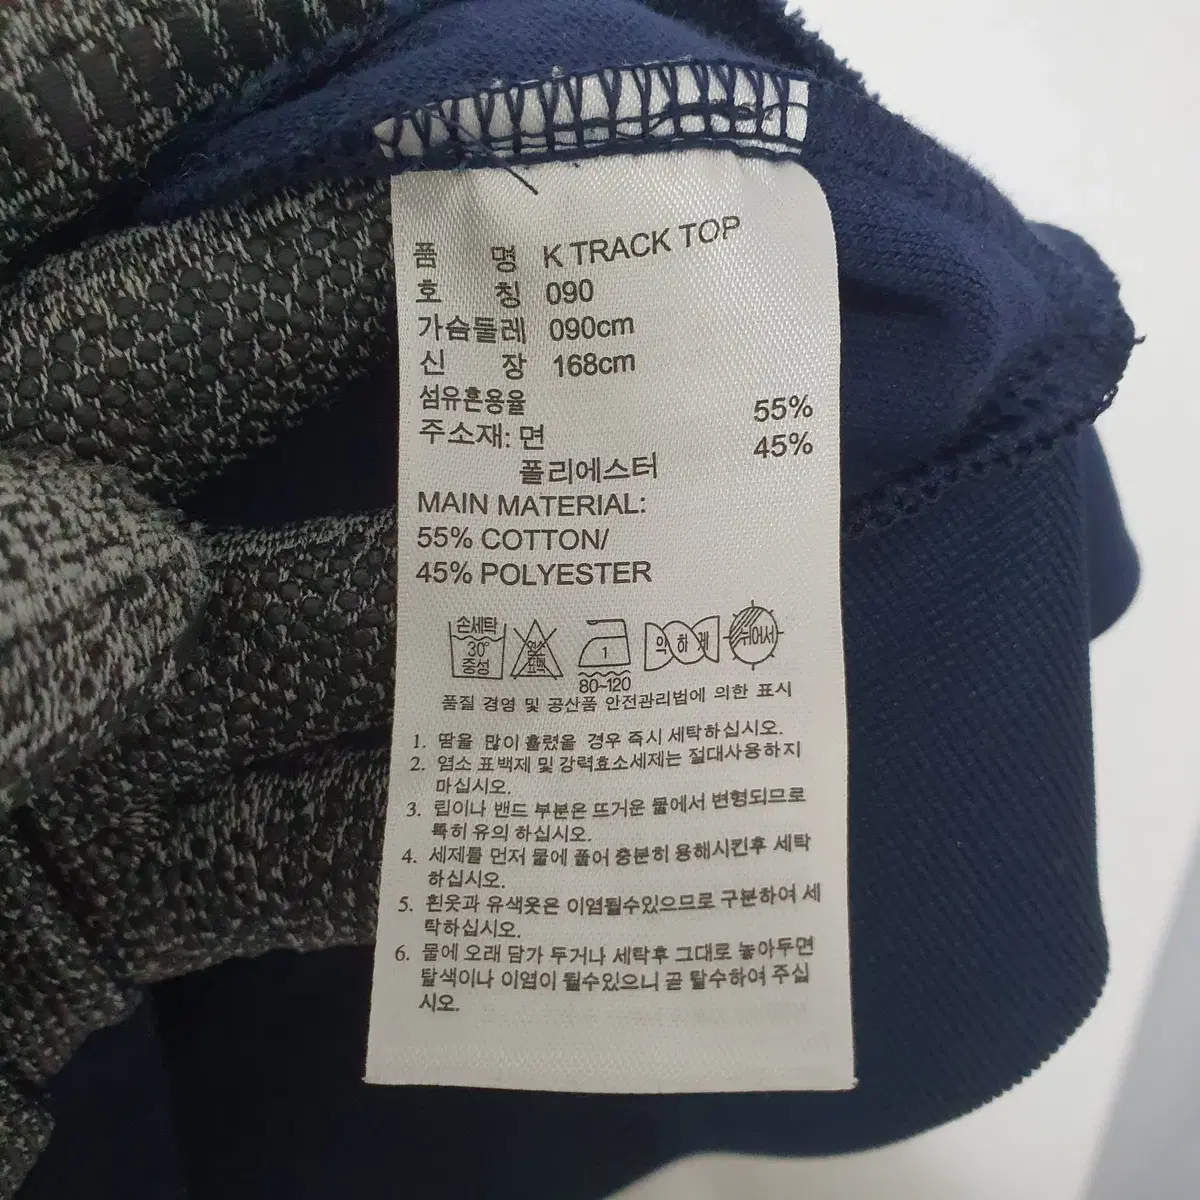 품 명 K TRACK TOP
호 칭 090
가슴둘레 090cm
신 장 168cm
섬유혼용율
주소재: 면 55%
폴리에스터 45%
MAIN MATERIAL:
55% COTTON/
45% POLYESTER
손세탁 30° 중성
염소 표백
1
80~120
약하게
뉘어서
품질 경영 및 공산품 안전관리법에 의한 표시
1. 땀을 많이 흘렸을 경우 즉시 세탁하십시오.
2. 염소 표백제 및 강력효소세제는 절대사용하지
마십시오.
3. 립이나 밴드 부분은 뜨거운 물에서 변형되므로
특히 유의 하십시오.
4. 세제를 먼저 물에 풀어 충분히 용해시킨후 세탁
하십시오.
5. 흰옷과 유색옷은 이염될수있으므로 구분하여 세
탁하십시오.
6. 물에 오래 담가 두거나 세탁후 그대로 놓아두면
탈색이나 이염이 될수있으니 곧 탈수하여 주십
시오.